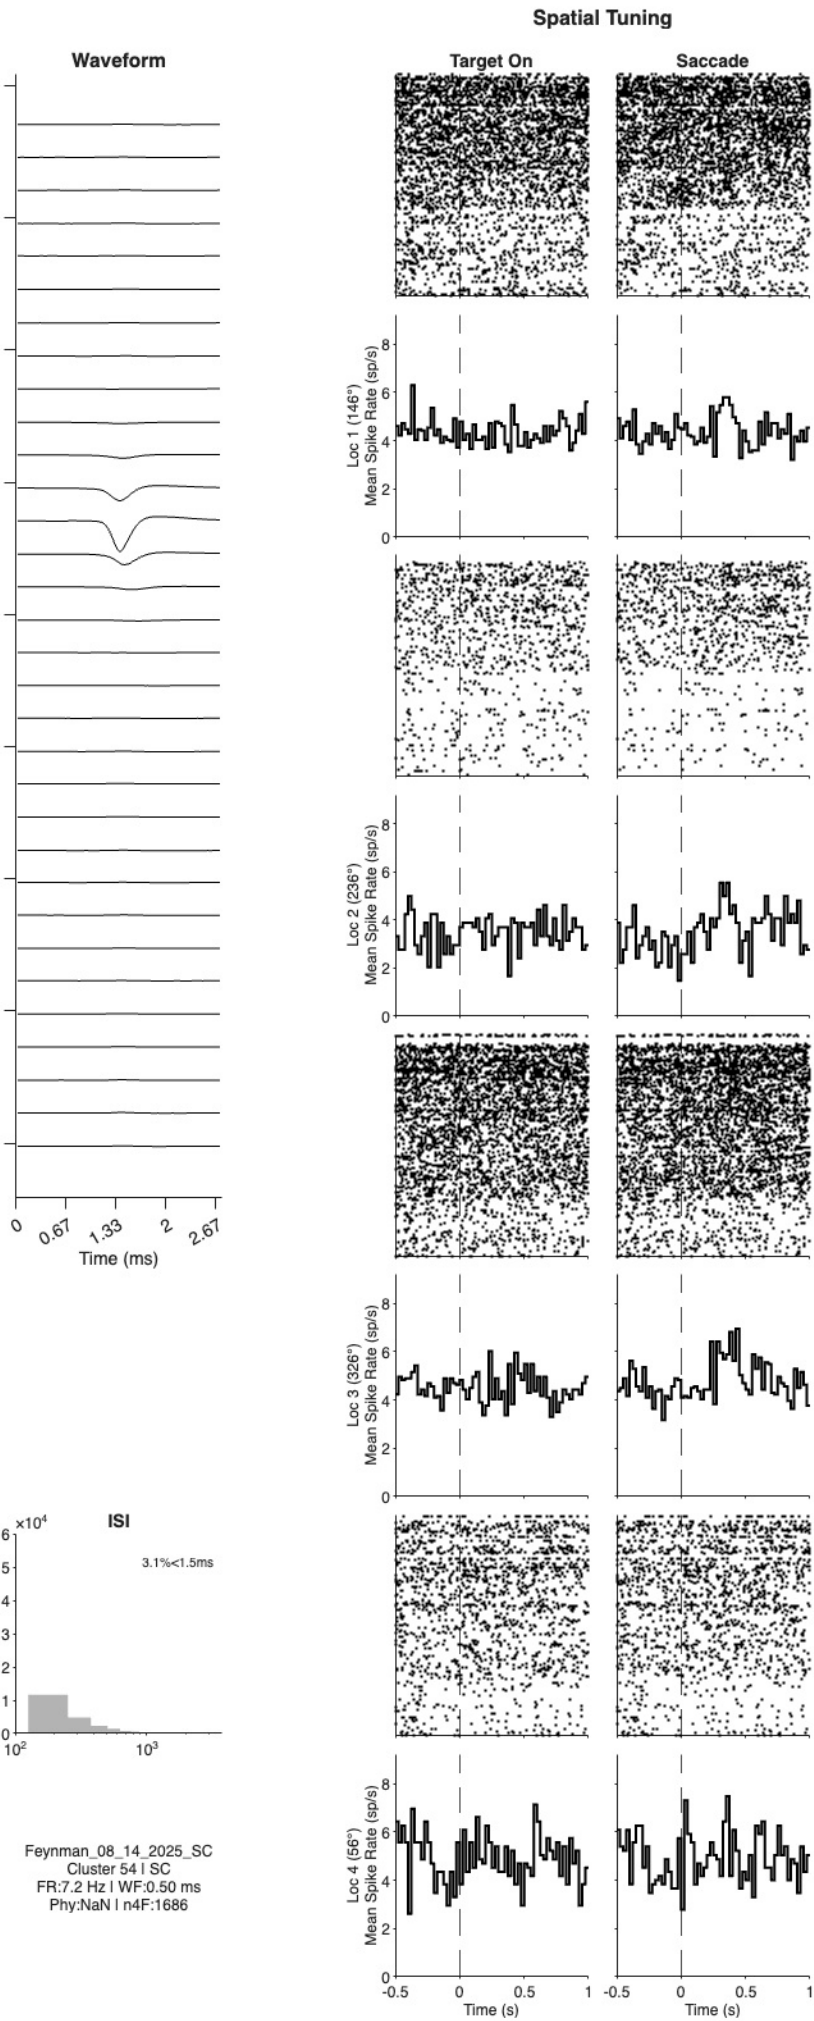 Spatial Tuning
Waveform
Target On
Saccade
0
0.67
1.33
2
2.67
Time (ms)
8
6
4
2
0
Loc 1 (146°)
Mean Spike Rate (sp/s)
8
6
4
2
0
Loc 2 (236°)
Mean Spike Rate (sp/s)
8
6
4
2
0
Loc 3 (326°)
Mean Spike Rate (sp/s)
ISI
×10⁴
3.1%<1.5ms
6
5
4
3
2
1
0
10²
10³
Feynman_08_14_2025_SC
Cluster 54 | SC
FR:7.2 Hz | WF:0.50 ms
Phy:NaN | n4F:1686
8
6
4
2
0
Loc 4 (56°)
Mean Spike Rate (sp/s)
-0.5 0 0.5 1
-0.5 0 0.5 1
Time (s)
Time (s)